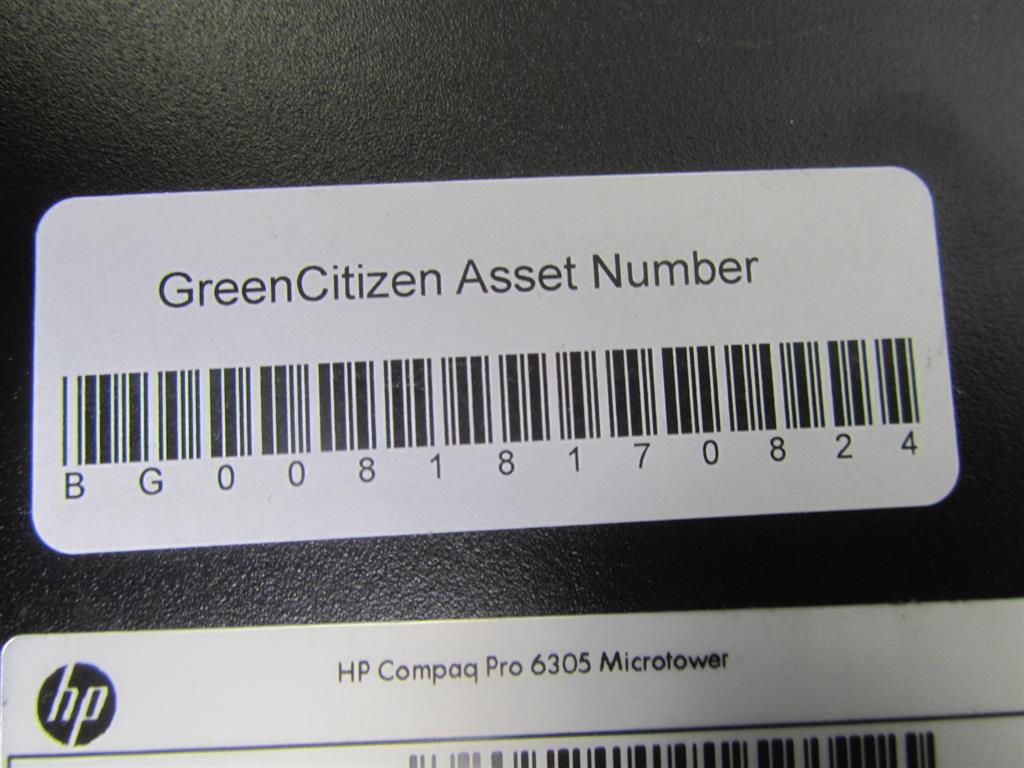 GreenCitizen Asset Number
B G 0 0 8 1 8 1 7 0 8 2 4
HP Compaq Pro 6305 Microtower
hp